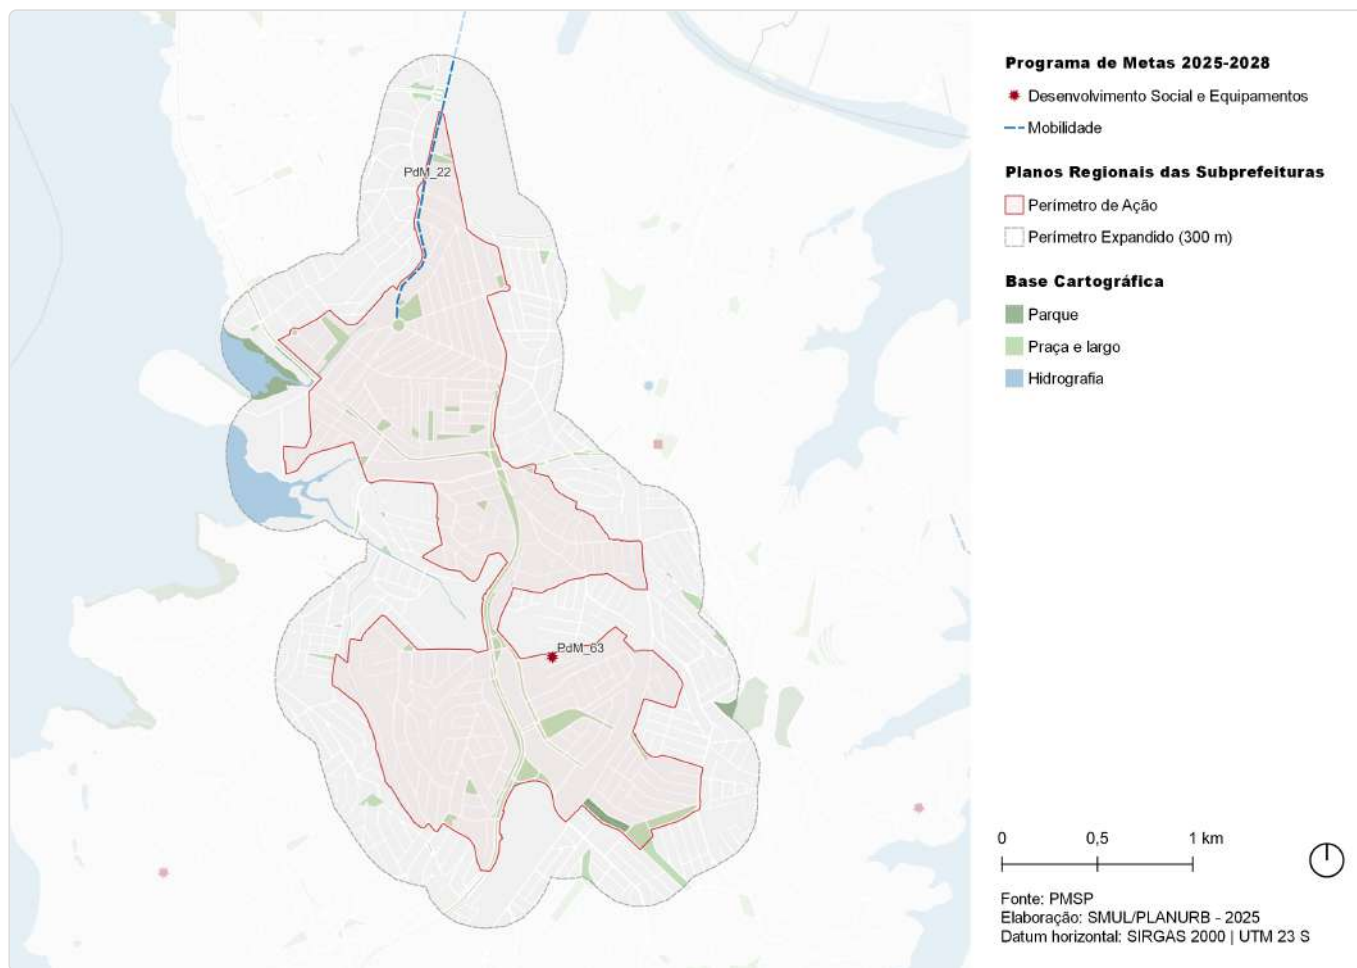 PdM_22
PdM_63
Programa de Metas 2025-2028
Desenvolvimento Social e Equipamentos
Mobilidade
Planos Regionais das Subprefeituras
Perímetro de Ação
Perímetro Expandido (300 m)
Base Cartográfica
Parque
Praça e largo
Hidrografia
0 0,5 1 km
Fonte: PMSP
Elaboração: SMUL/PLANURB - 2025
Datum horizontal: SIRGAS 2000 | UTM 23 S